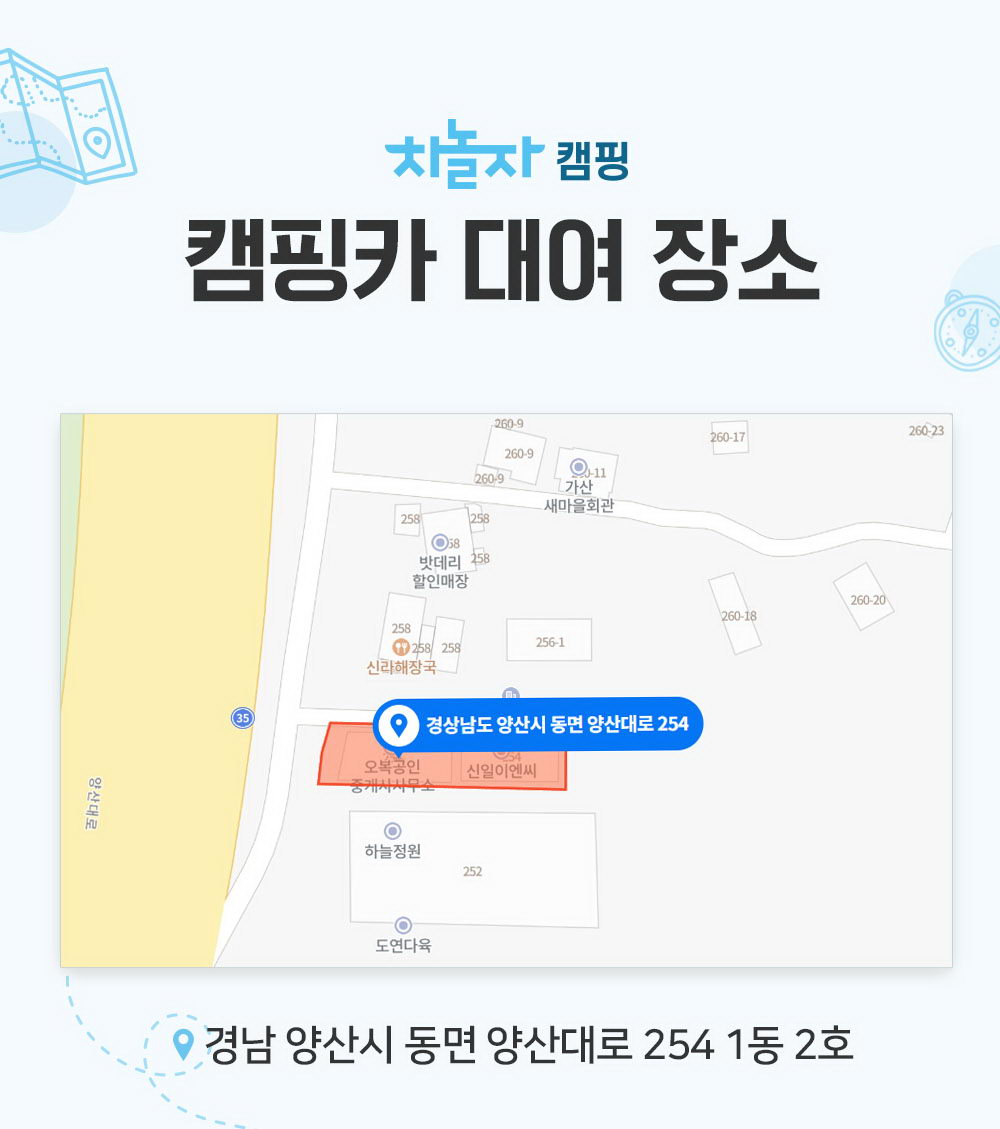 차놀자 캠핑
캠핑카 대여 장소
260-9
260-9
260-9
가산
새마을회관
260-17
260-23
258
258
258
밧데리
할인매장
258
258
258
신라해장국
256-1
260-18
260-20
35
경상남도 양산시 동면 양산대로 254
오복공인
중개사사무소
254
신일이엔씨
양산대로
하늘정원
252
도연다육
경남 양산시 동면 양산대로 254 1동 2호